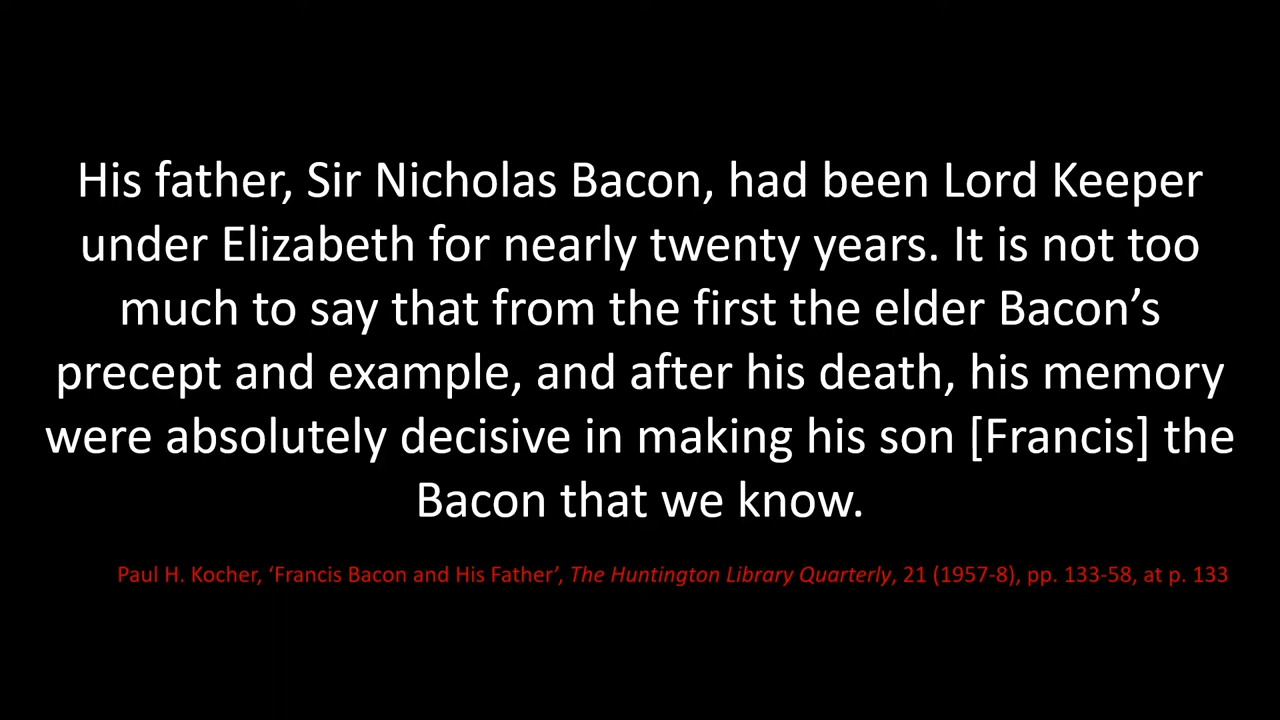 His father, Sir Nicholas Bacon, had been Lord Keeper
under Elizabeth for nearly twenty years. It is not too
much to say that from the first the elder Bacon’s
precept and example, and after his death, his memory
were absolutely decisive in making his son [Francis] the
Bacon that we know.
Paul H. Kocher, ‘Francis Bacon and His Father’, The Huntington Library Quarterly, 21 (1957-8), pp. 133-58, at p. 133